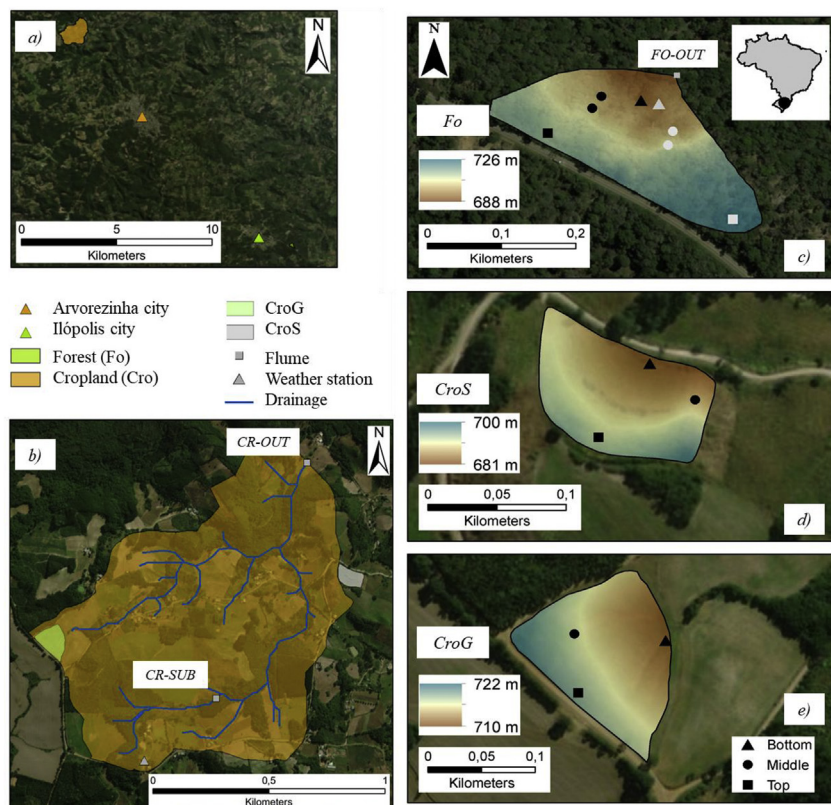 a)
N
0
5
10
Kilometers
Arvorezinha city
Ilópolis city
Forest (Fo)
Cropland (Cro)
CroG
CroS
Flume
Weather station
Drainage
b)
CR-OUT
N
CR-SUB
0
0,5
1
Kilometers
N
FO-OUT
Fo
726 m
688 m
0
0,1
0,2
Kilometers
c)
CroS
700 m
681 m
0
0,05
0,1
Kilometers
d)
CroG
722 m
710 m
0
0,05
0,1
Kilometers
e)
Bottom
Middle
Top